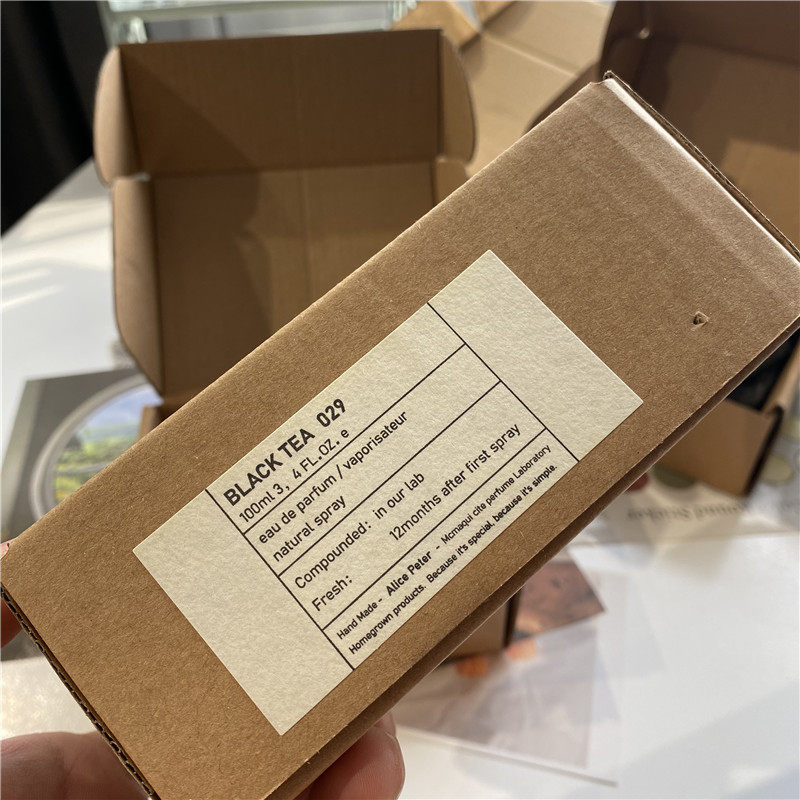 BLACK TEA 029
100ml 3, 4 FL.OZ. e
eau de parfum / vaporisateur
natural spray
Compounded: in our lab
Fresh: 12months after first spray
Hand Made - Alice Peter - Mcmaqui cite perfume Laboratory
Homegrown products. Because it's special, because it's simple.